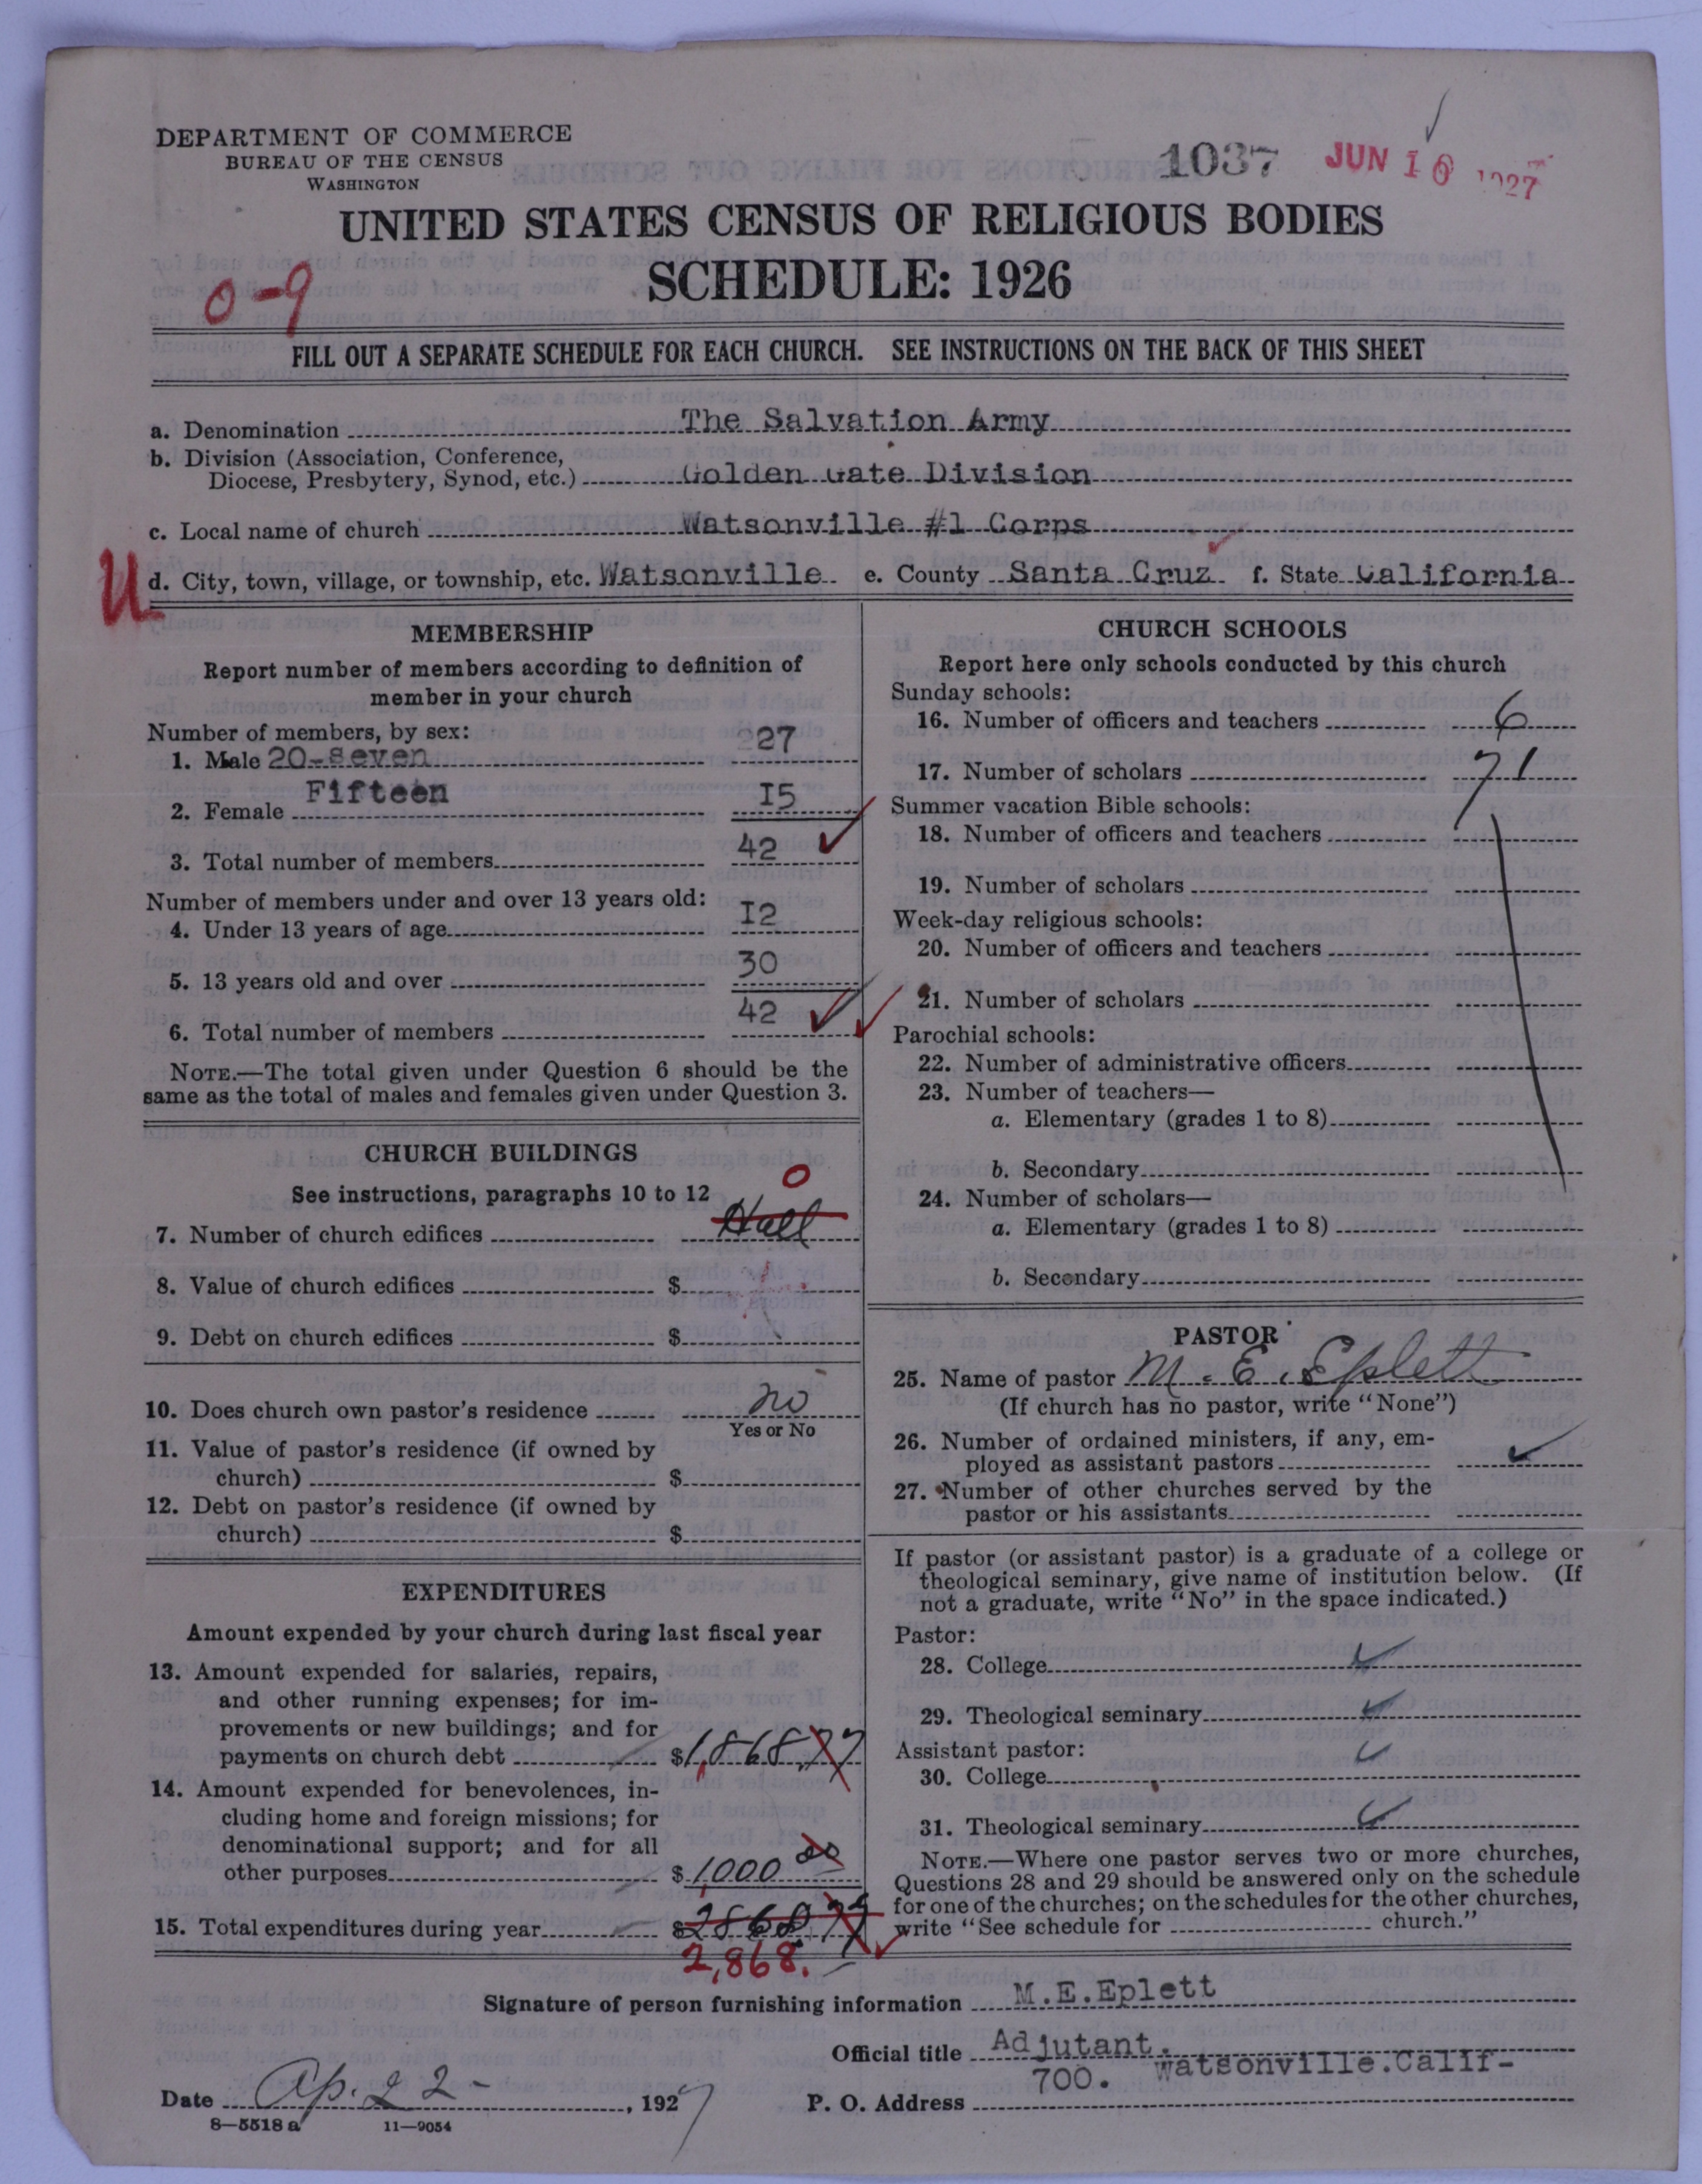 DEPARTMENT OF COMMERCE
BUREAU OF THE CENSUS
WASHINGTON
1037 JUN 16 1927
UNITED STATES CENSUS OF RELIGIOUS BODIES
SCHEDULE: 1926
0-9
FILL OUT A SEPARATE SCHEDULE FOR EACH CHURCH. SEE INSTRUCTIONS ON THE BACK OF THIS SHEET
a. Denomination The Salvation Army
b. Division (Association, Conference,
Diocese, Presbytery, Synod, etc.) Golden Gate Division
c. Local name of church Watsonville #1 Corps
U
d. City, town, village, or township, etc. Watsonville e. County Santa Cruz f. State California
MEMBERSHIP
Report number of members according to definition of
member in your church
Number of members, by sex:
1. Male 20-seven 27
2. Female Fifteen I5
3. Total number of members 42
Number of members under and over 13 years old:
4. Under 13 years of age I2
5. 13 years old and over 30
6. Total number of members 42
NOTE.—The total given under Question 6 should be the
same as the total of males and females given under Question 3.
CHURCH BUILDINGS
See instructions, paragraphs 10 to 12
0
7. Number of church edifices Hall
8. Value of church edifices $
9. Debt on church edifices $
10. Does church own pastor's residence no
Yes or No
11. Value of pastor's residence (if owned by
church) $
12. Debt on pastor's residence (if owned by
church) $
EXPENDITURES
Amount expended by your church during last fiscal year
13. Amount expended for salaries, repairs,
and other running expenses; for im-
provements or new buildings; and for
payments on church debt $1,868.77
14. Amount expended for benevolences, in-
cluding home and foreign missions; for
denominational support; and for all
other purposes $1,000 00
15. Total expenditures during year $2868 77
2,868.
CHURCH SCHOOLS
Report here only schools conducted by this church
Sunday schools:
16. Number of officers and teachers 6
17. Number of scholars 71
Summer vacation Bible schools:
18. Number of officers and teachers
19. Number of scholars
Week-day religious schools:
20. Number of officers and teachers
21. Number of scholars
Parochial schools:
22. Number of administrative officers
23. Number of teachers—
a. Elementary (grades 1 to 8)
b. Secondary
24. Number of scholars—
a. Elementary (grades 1 to 8)
b. Secondary
PASTOR
25. Name of pastor M. E. Eplett
(If church has no pastor, write "None")
26. Number of ordained ministers, if any, em-
ployed as assistant pastors
27. Number of other churches served by the
pastor or his assistants
If pastor (or assistant pastor) is a graduate of a college or
theological seminary, give name of institution below. (If
not a graduate, write "No" in the space indicated.)
Pastor:
28. College
29. Theological seminary
Assistant pastor:
30. College
31. Theological seminary
NOTE.—Where one pastor serves two or more churches,
Questions 28 and 29 should be answered only on the schedule
for one of the churches; on the schedules for the other churches,
write "See schedule for church."
Signature of person furnishing information M.E.Eplett
Official title Adjutant.
Date Ap. 22- , 1927 P. O. Address 700. Watsonville.Calif-
8—5518 a 11—9054